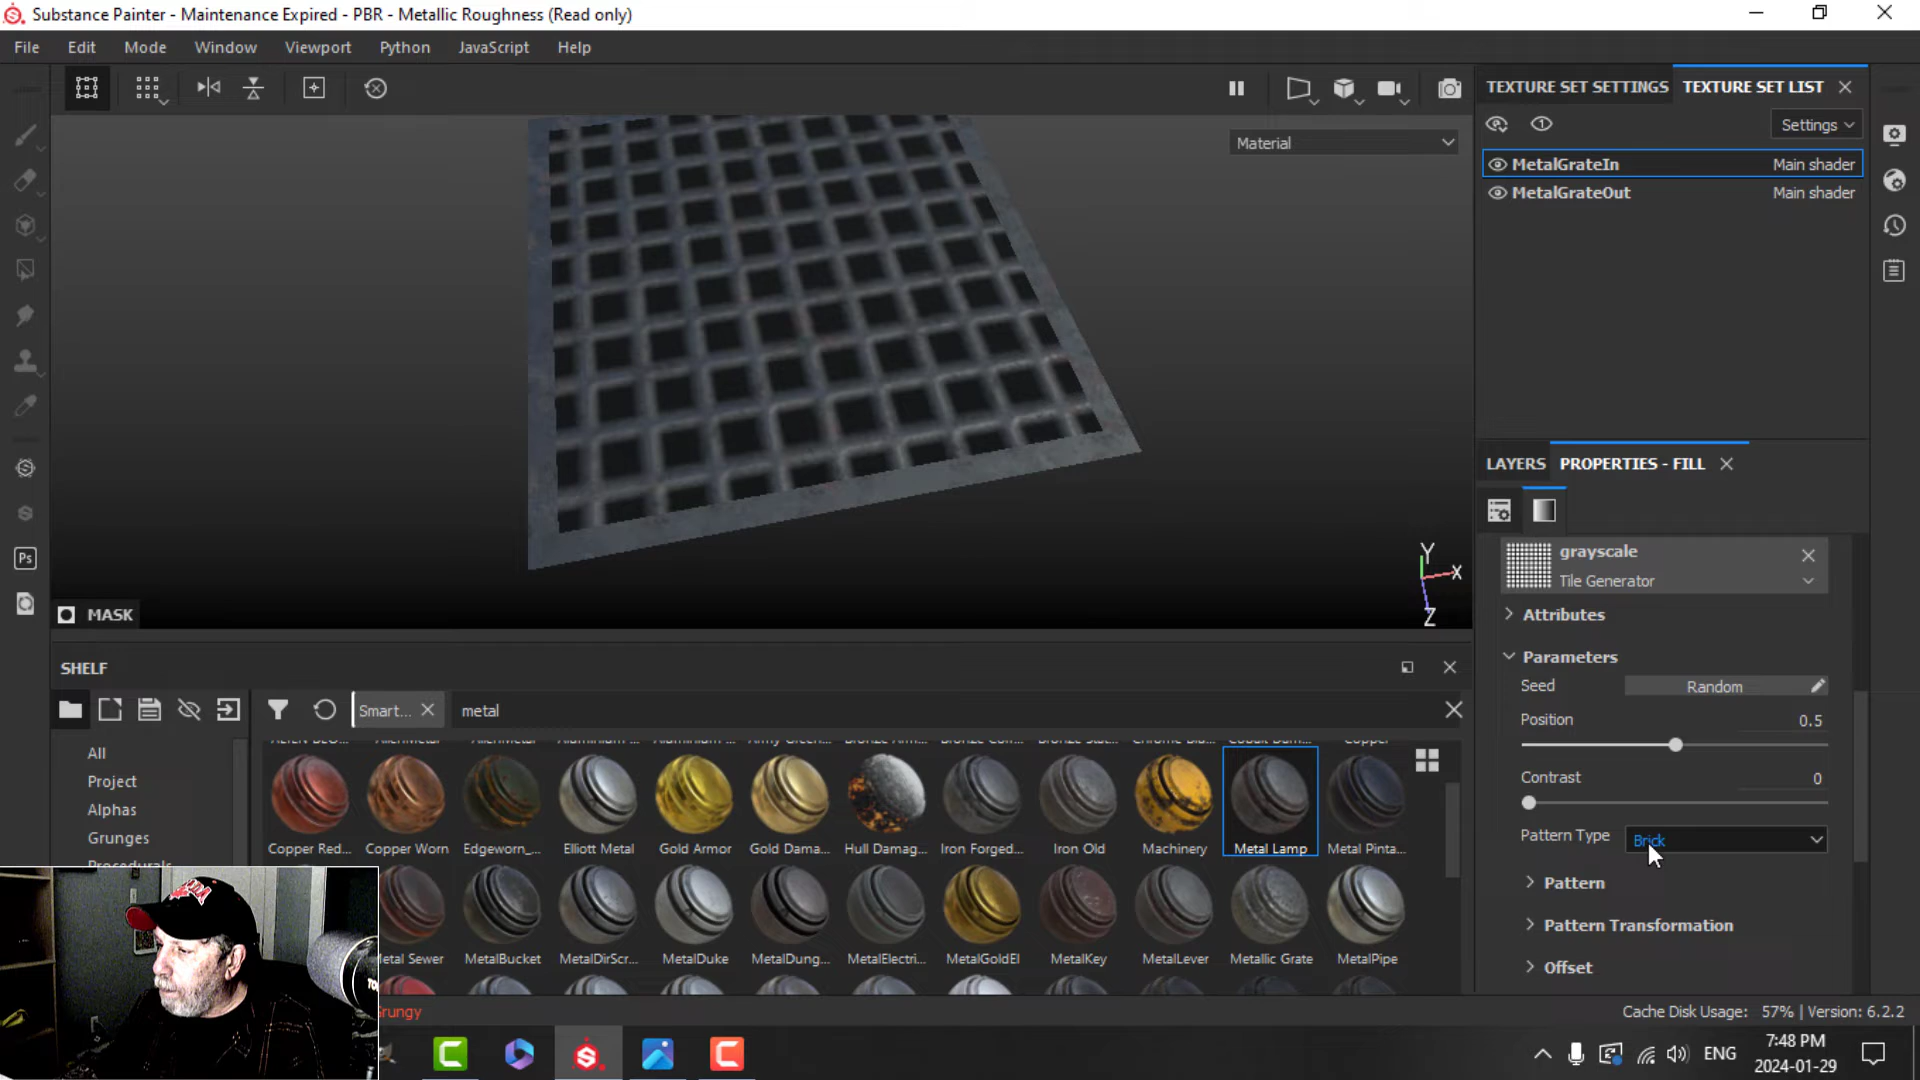 Substance Painter - Maintenance Expired - PBR - Metallic Roughness (Read only)
File Edit Mode Window Viewport Python JavaScript Help
TEXTURE SET SETTINGS TEXTURE SET LIST
Settings
Material
MetalGrateIn Main shader
MetalGrateOut Main shader
LAYERS PROPERTIES - FILL
grayscale
Tile Generator
Attributes
Parameters
Seed Random
Position 0.5
Contrast 0
Pattern Type Brick
Pattern
Pattern Transformation
Offset
Y
X
Z
Ps
MASK
SHELF
Smart... metal
All
Project
Alphas
Grunges
Procedurals
Copper Red... Copper Worn Edgeworn_... Elliott Metal Gold Armor Gold Dama... Hull Damag... Iron Forged... Iron Old Machinery Metal Lamp Metal Pinta...
Metal Sewer MetalBucket MetalDirScr... MetalDuke MetalDung... MetalElectri... MetalGoldEl MetalKey MetalLever Metallic Grate MetalPipe
Grungy
Cache Disk Usage: 57% | Version: 6.2.2
ENG
7:48 PM
2024-01-29